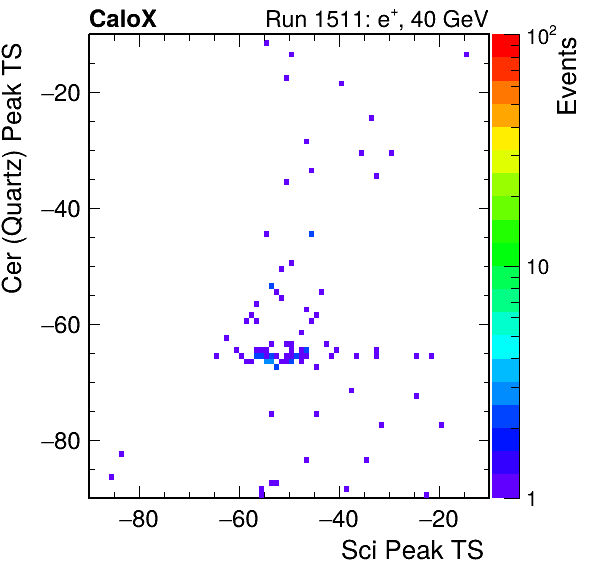 CaloX Run 1511: e⁺, 40 GeV
Cer (Quartz) Peak TS
−20
−40
−60
−80
−80 −60 −40 −20
Sci Peak TS
10²
10
1
Events